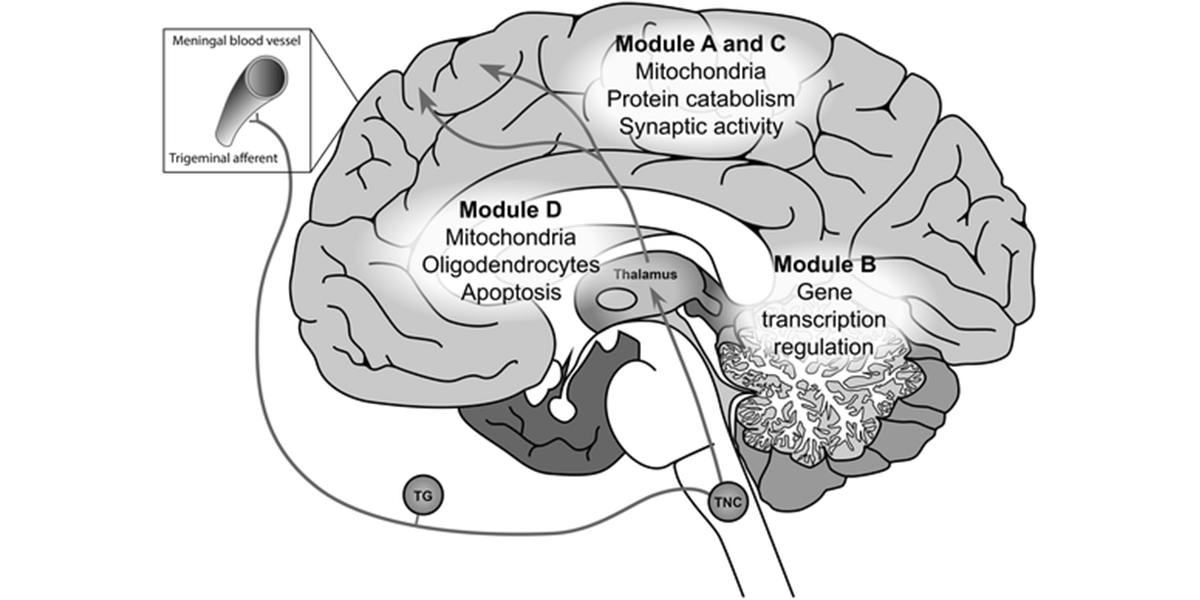 Meningal blood vessel
Trigeminal afferent
Module A and C
Mitochondria
Protein catabolism
Synaptic activity
Module D
Mitochondria
Oligodendrocytes
Apoptosis
Thalamus
Module B
Gene
transcription
regulation
TG
TNC